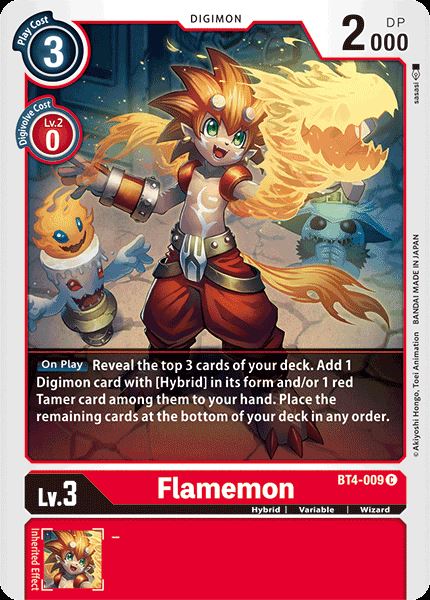 Play Cost
3
DIGIMON
DP
2000
Digivolve Cost
Lv.2
0
sasasi
On Play Reveal the top 3 cards of your deck. Add 1
Digimon card with [Hybrid] in its form and/or 1 red
Tamer card among them to your hand. Place the
remaining cards at the bottom of your deck in any order.
©Akiyoshi Hongo, Toei Animation BANDAI MADE IN JAPAN
Lv.3
Flamemon
BT4-009 C
Hybrid | Variable | Wizard
Inherited Effect
–